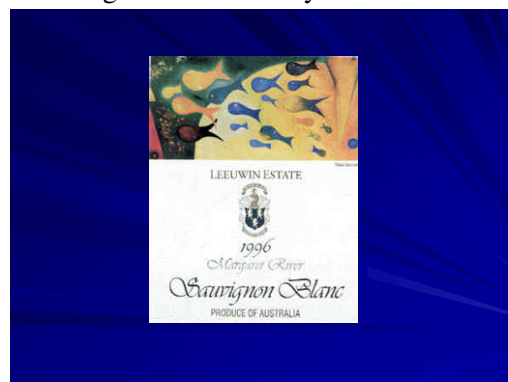 LEEUWIN ESTATE
1996
Margaret River
Sauvignon Blanc
PRODUCE OF AUSTRALIA